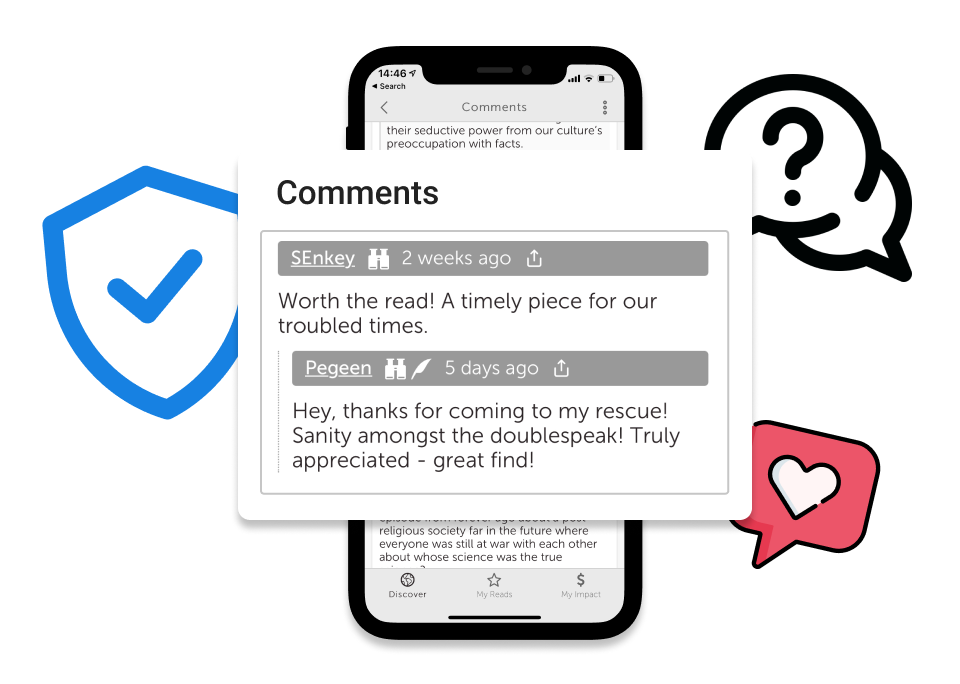 14:46
Search
Comments
their seductive power from our culture's
preoccupation with facts.
Comments
SEnkey 2 weeks ago
Worth the read! A timely piece for our
troubled times.
Pegeen 5 days ago
Hey, thanks for coming to my rescue!
Sanity amongst the doublespeak! Truly
appreciated - great find!
episode from forever ago about a post
religious society far in the future where
everyone was still at war with each other
about whose science was the true
Discover My Reads My Impact